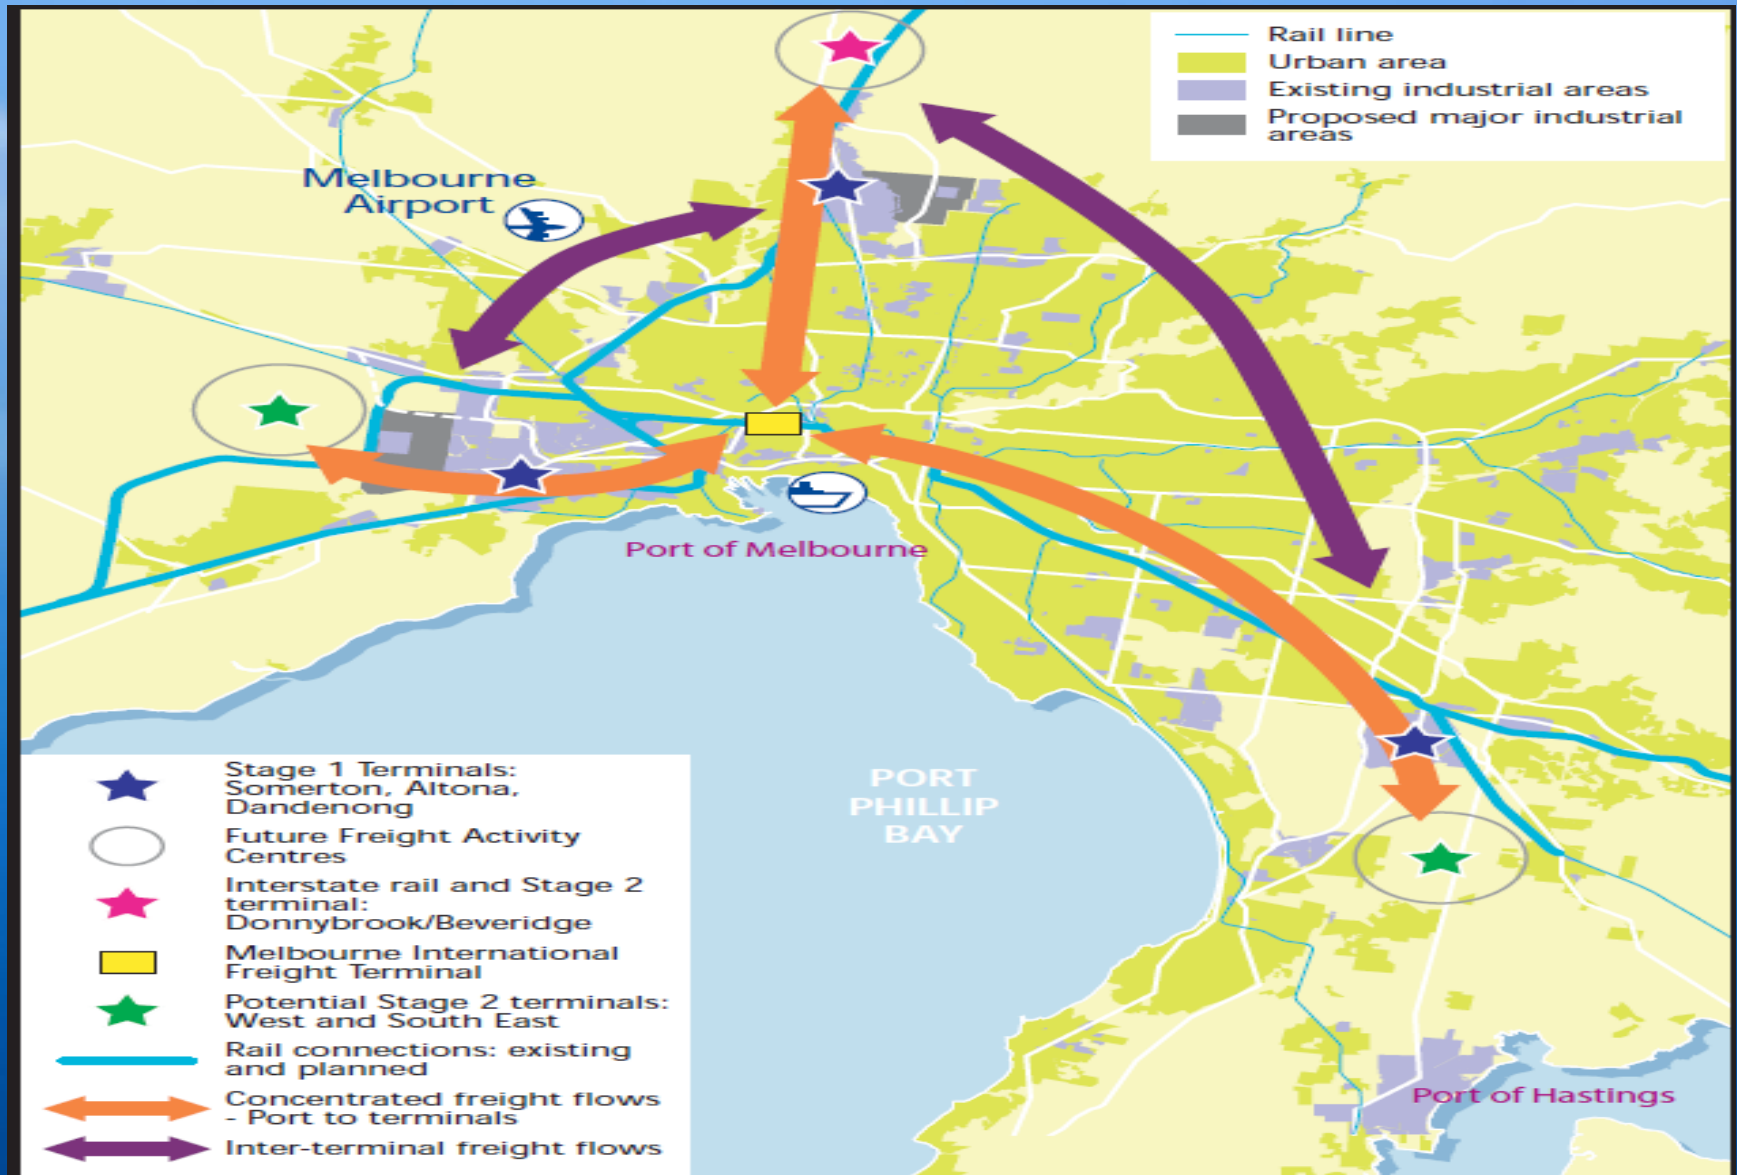 Rail line
Urban area
Existing industrial areas
Proposed major industrial
areas
Melbourne
Airport
Port of Melbourne
PORT
PHILLIP
BAY
Port of Hastings
Stage 1 Terminals:
Somerton, Altona,
Dandenong
Future Freight Activity
Centres
Interstate rail and Stage 2
terminal:
Donnybrook/Beveridge
Melbourne International
Freight Terminal
Potential Stage 2 terminals:
West and South East
Rail connections: existing
and planned
Concentrated freight flows
- Port to terminals
Inter-terminal freight flows